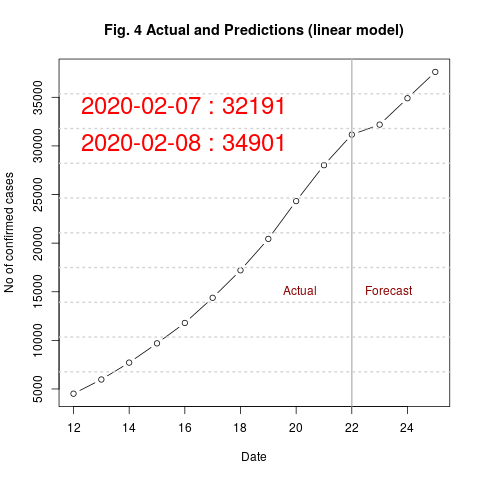 Fig. 4 Actual and Predictions (linear model)
2020-02-07 : 32191
2020-02-08 : 34901
No of confirmed cases
35000
30000
25000
20000
15000
10000
5000
Actual
Forecast
12 14 16 18 20 22 24
Date